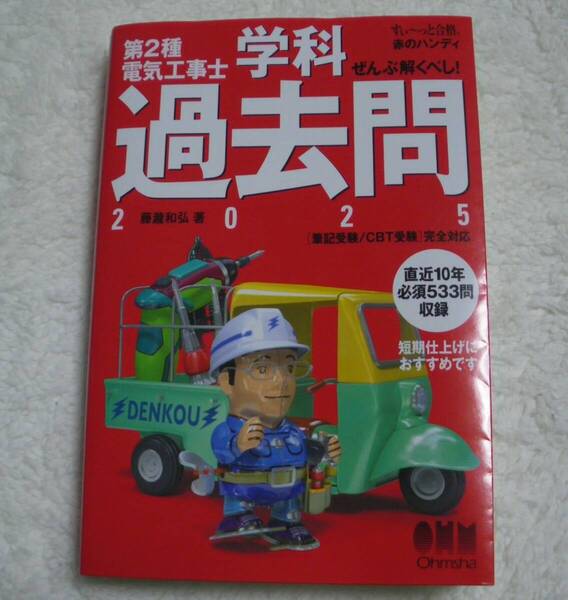 すい～っと合格。
赤のハンディ
第2種
電気工事士
学科
ぜんぶ解くべし!
過去問
2025
藤瀧和弘 著
[筆記受験/CBT受験]完全対応
直近10年
必須533問
収録
短期仕上げに
おすすめです
DENKOU
OHM
Ohmsha